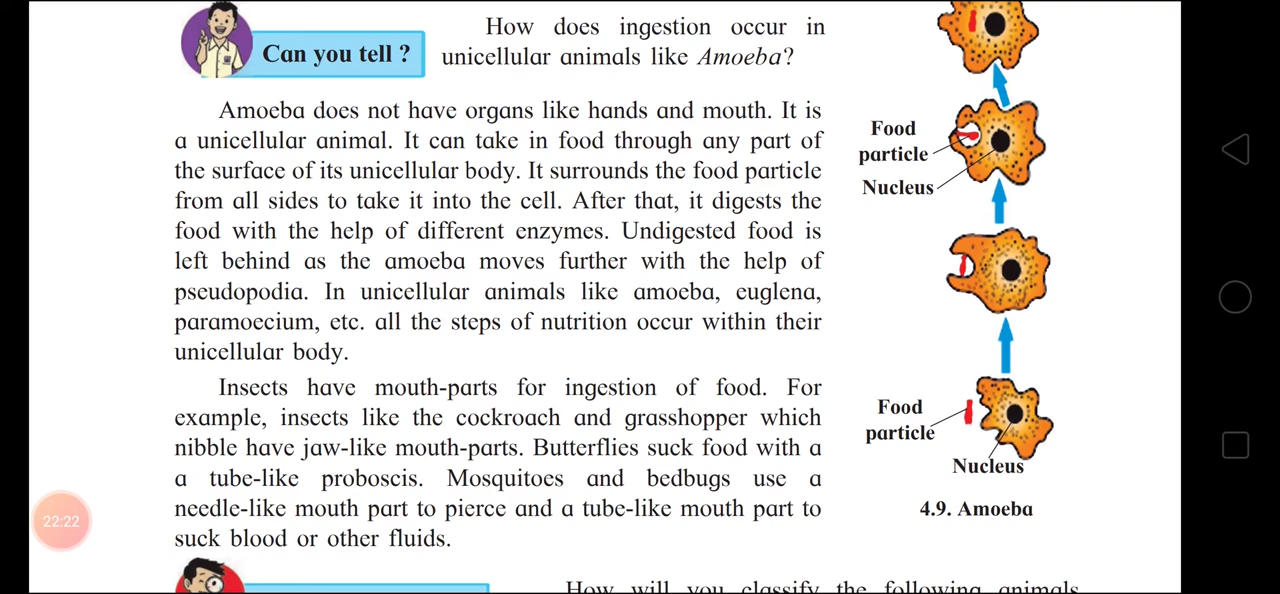 Can you tell ?
How does ingestion occur in
unicellular animals like Amoeba?
Amoeba does not have organs like hands and mouth. It is
a unicellular animal. It can take in food through any part of
the surface of its unicellular body. It surrounds the food particle
from all sides to take it into the cell. After that, it digests the
food with the help of different enzymes. Undigested food is
left behind as the amoeba moves further with the help of
pseudopodia. In unicellular animals like amoeba, euglena,
paramoecium, etc. all the steps of nutrition occur within their
unicellular body.
Insects have mouth-parts for ingestion of food. For
example, insects like the cockroach and grasshopper which
nibble have jaw-like mouth-parts. Butterflies suck food with a
a tube-like proboscis. Mosquitoes and bedbugs use a
needle-like mouth part to pierce and a tube-like mouth part to
suck blood or other fluids.
Food
particle
Nucleus
Food
particle
Nucleus
4.9. Amoeba
22:22
How will you classify the following animals